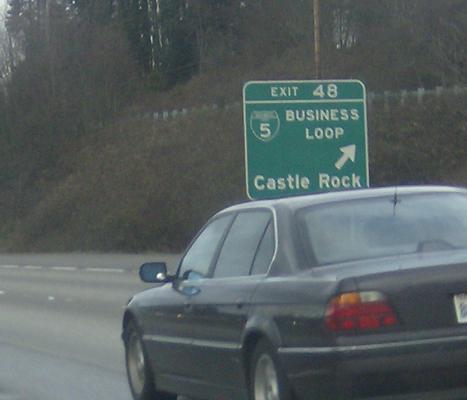 EXIT 48
5 BUSINESS
LOOP
Castle Rock